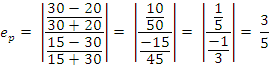 e_p = |((30 − 20)/(30 + 20))/((15 − 30)/(15 + 30))| = |(10/50)/(−15/45)| = |(1/5)/(−1/3)| = 3/5